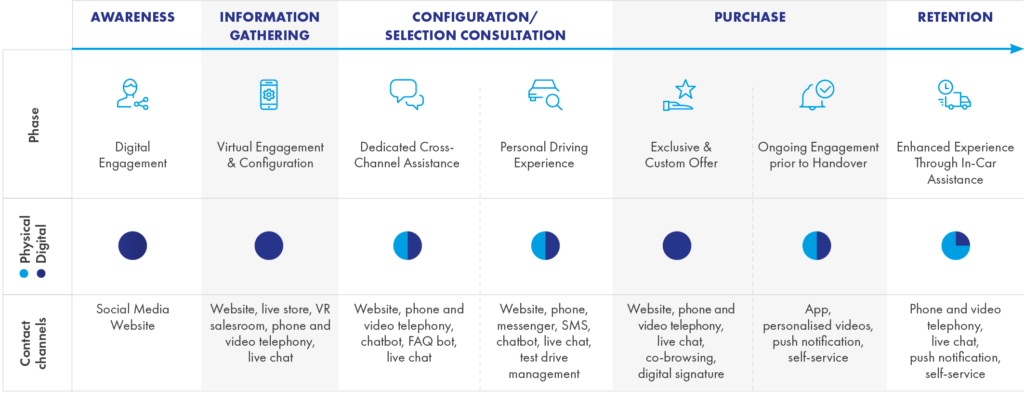 AWARENESS
INFORMATION
GATHERING
CONFIGURATION/
SELECTION CONSULTATION
PURCHASE
RETENTION
Phase
Digital
Engagement
Virtual Engagement
& Configuration
Dedicated Cross-
Channel Assistance
Personal Driving
Experience
Exclusive &
Custom Offer
Ongoing Engagement
prior to Handover
Enhanced Experience
Through In-Car
Assistance
Physical
Digital
Contact
channels
Social Media
Website
Website, live store, VR
salesroom, phone and
video telephony,
live chat
Website, phone and
video telephony,
chatbot, FAQ bot,
live chat
Website, phone,
messenger, SMS,
chatbot, live chat,
test drive
management
Website, phone and
video telephony,
live chat,
co-browsing,
digital signature
App,
personalised videos,
push notification,
self-service
Phone and video
telephony,
live chat,
push notification,
self-service